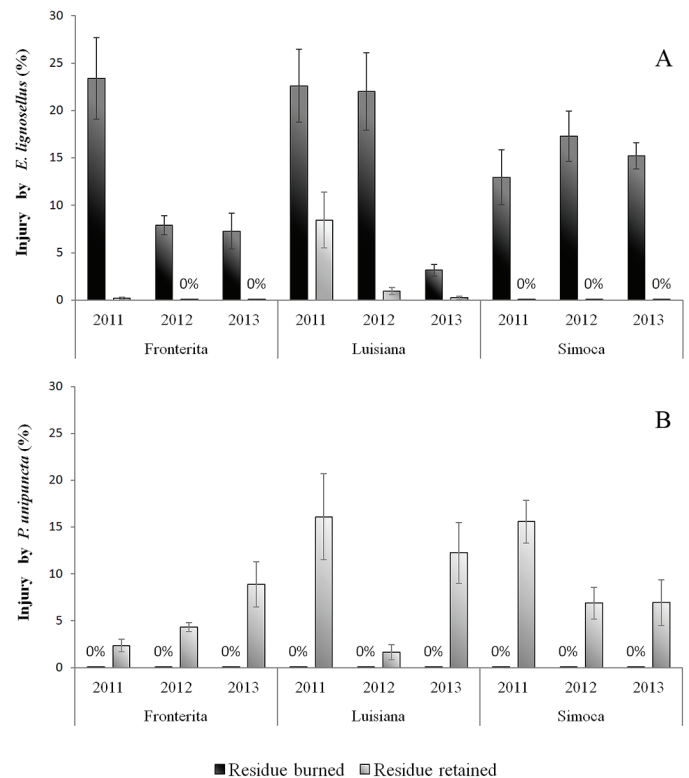 A
Injury by E. lignosellus (%)
30
25
20
15
10
5
0
0% 0% 0% 0% 0%
2011 2012 2013 2011 2012 2013 2011 2012 2013
Fronterita Luisiana Simoca
B
Injury by P. unipuncta (%)
30
25
20
15
10
5
0
0% 0% 0% 0% 0% 0% 0% 0% 0%
2011 2012 2013 2011 2012 2013 2011 2012 2013
Fronterita Luisiana Simoca
Residue burned Residue retained